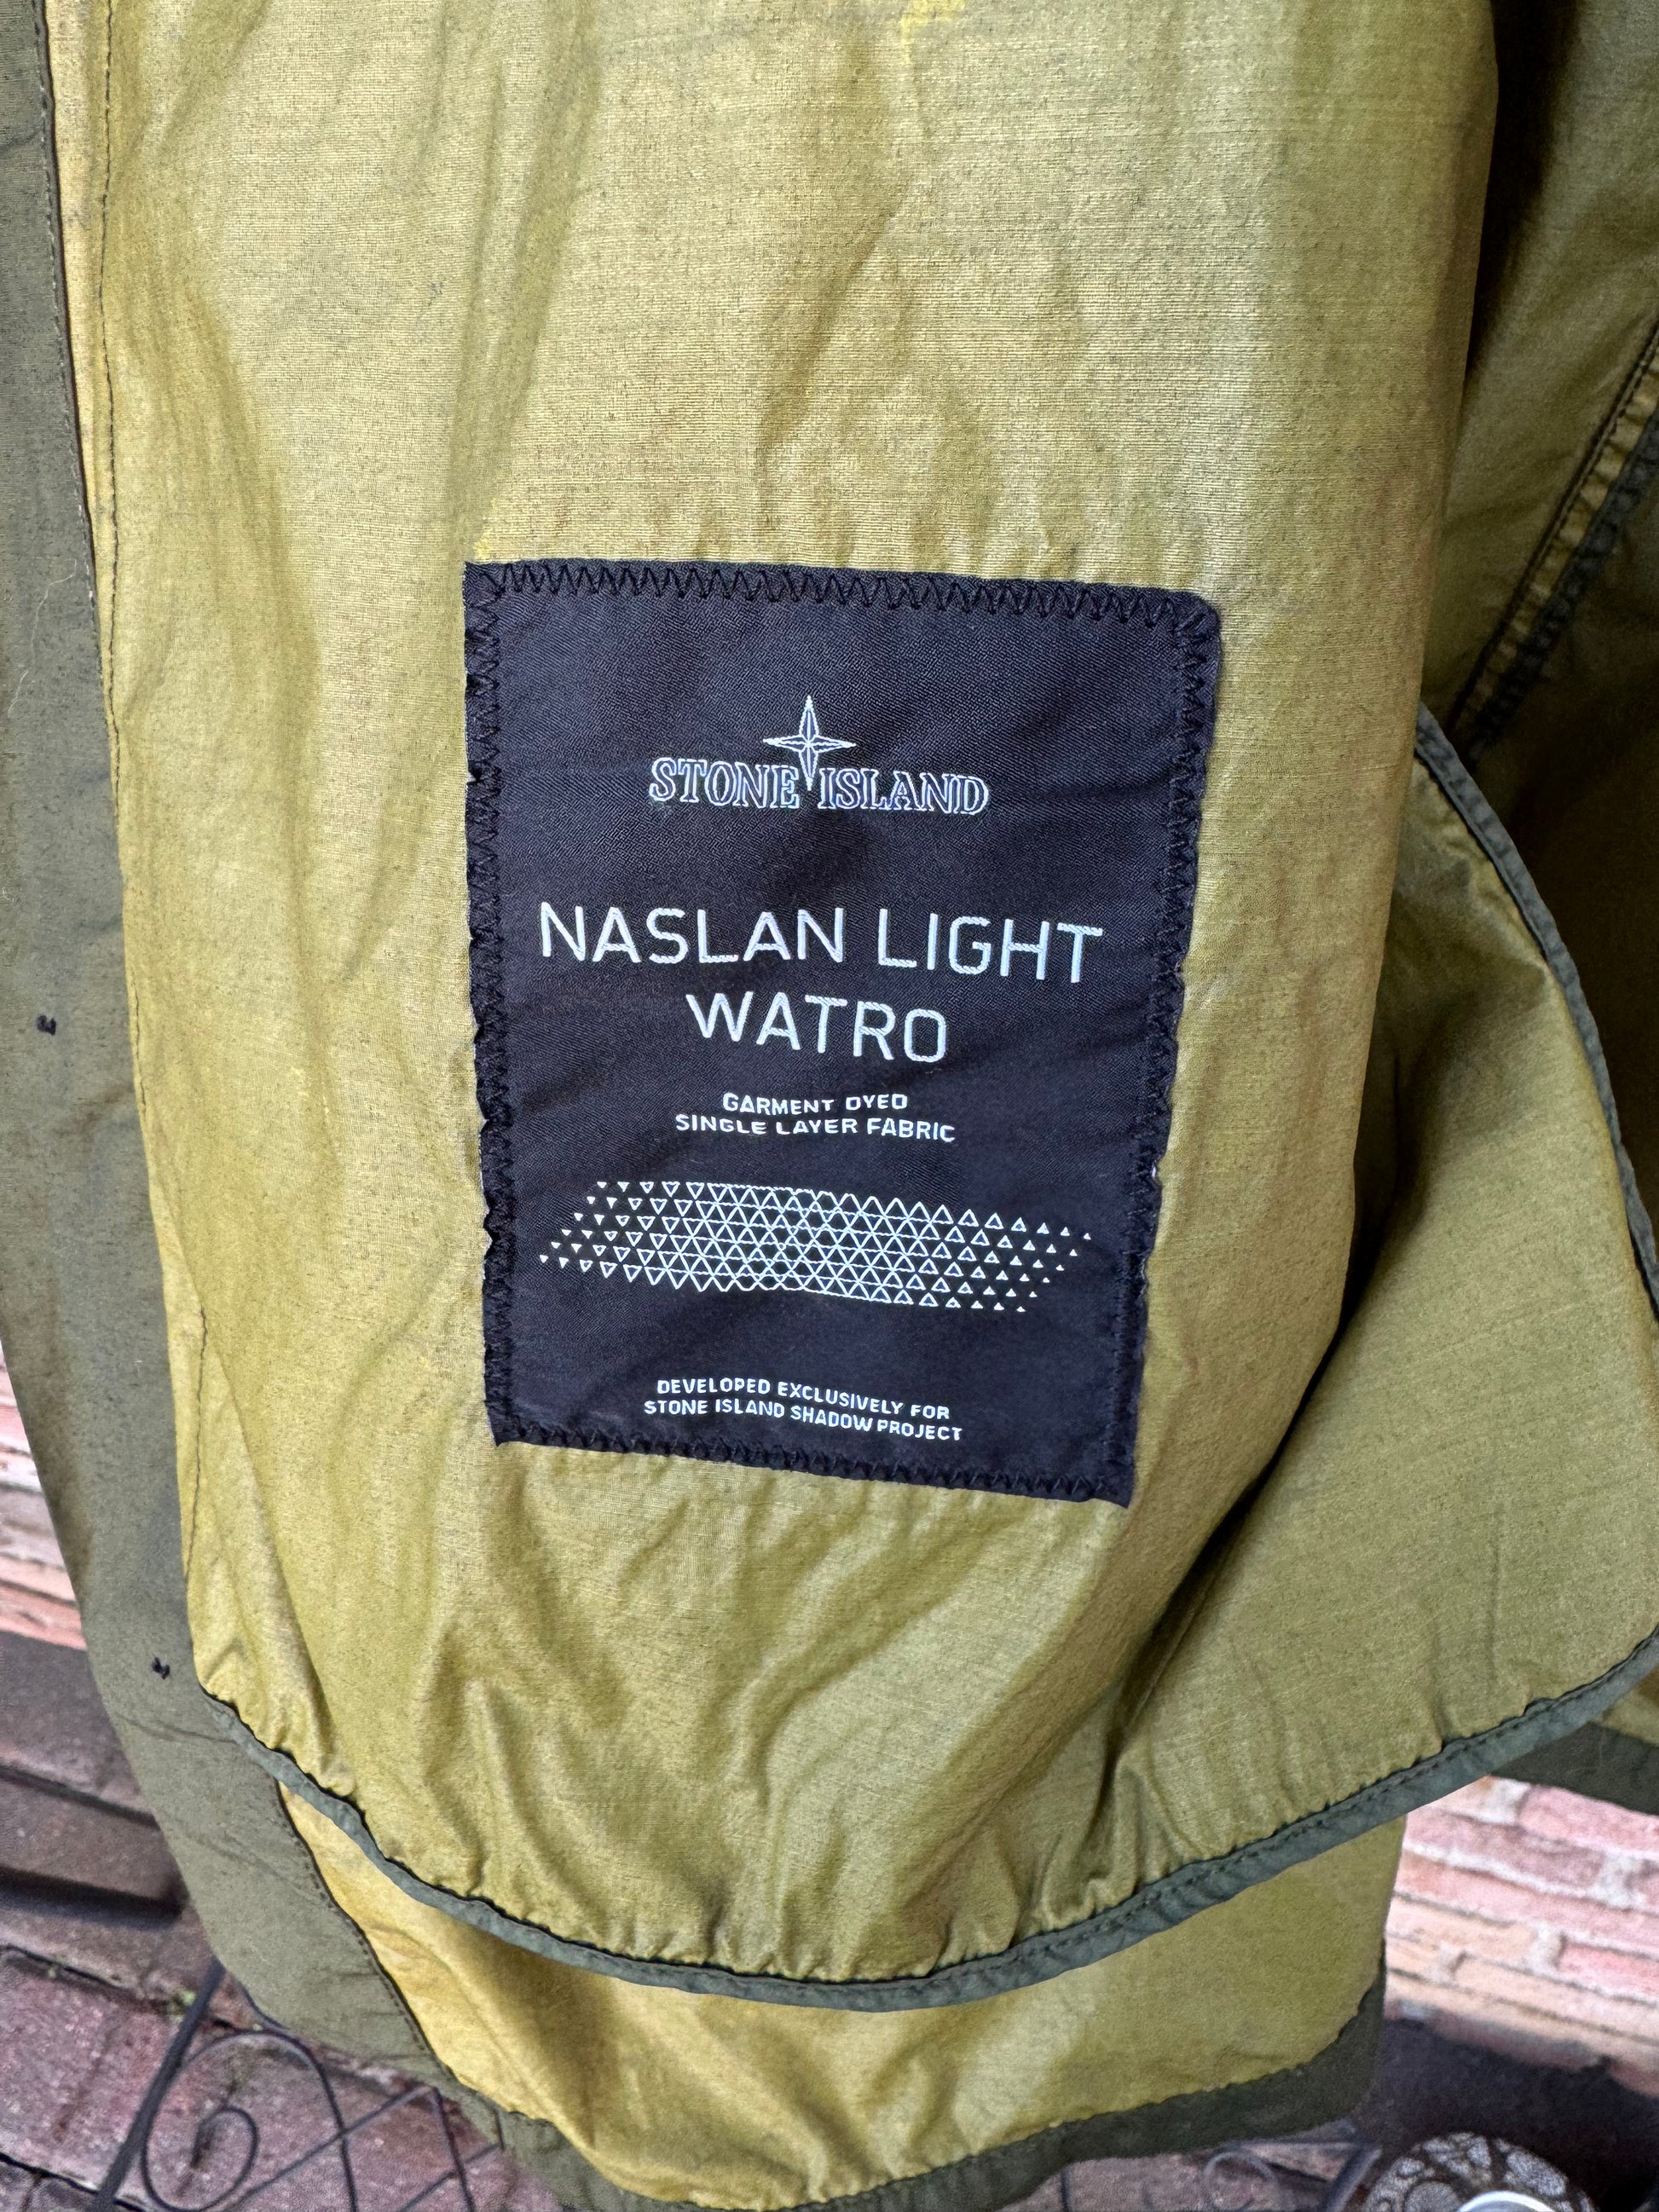 STONE ISLAND
NASLAN LIGHT
WATRO
GARMENT DYED
SINGLE LAYER FABRIC
DEVELOPED EXCLUSIVELY FOR
STONE ISLAND SHADOW PROJECT